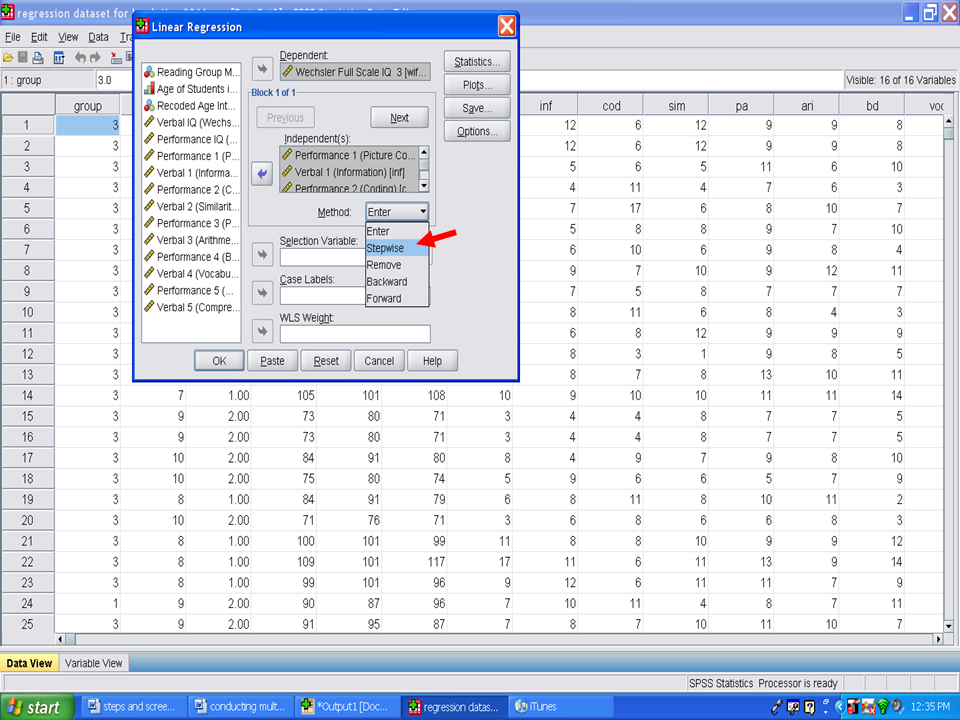 regression dataset for
File Edit View Data
1 : group 3.0 Visible: 16 of 16 Variables
Linear Regression
Reading Group M...
Age of Students i...
Recoded Age Int...
Verbal IQ (Wechs...
Performance IQ (...
Performance 1 (P...
Verbal 1 (Informa...
Performance 2 (C...
Verbal 2 (Similarit...
Performance 3 (P...
Verbal 3 (Arithme...
Performance 4 (B...
Verbal 4 (Vocabu...
Performance 5 (...
Verbal 5 (Compre...
Dependent:
Wechsler Full Scale IQ 3 [wif...
Block 1 of 1
Previous Next
Independent(s):
Performance 1 (Picture Co...
Verbal 1 (Information) [inf]
Performance 2 (Coding) [c
Method: Enter
Enter
Stepwise
Remove
Backward
Forward
Selection Variable:
Case Labels:
WLS Weight:
Statistics...
Plots...
Save...
Options...
OK Paste Reset Cancel Help
group inf cod sim pa ari bd voc
1 3 12 6 12 9 9 8
2 3 12 6 12 9 9 8
3 3 5 6 5 11 6 10
4 3 4 11 4 7 6 3
5 3 7 17 6 8 10 7
6 3 5 8 8 9 7 10
7 3 6 10 6 9 8 4
8 3 9 7 10 9 12 11
9 3 7 5 8 7 7 7
10 3 8 11 6 8 4 3
11 3 6 8 12 9 9 9
12 3 8 3 1 9 8 5
13 3 8 7 8 13 10 11
14 3 7 1.00 105 101 108 10 9 10 10 11 11 14
15 3 9 2.00 73 80 71 3 4 4 8 7 7 5
16 3 9 2.00 73 80 71 3 4 4 8 7 7 5
17 3 10 2.00 84 91 80 8 4 9 7 9 8 10
18 3 10 2.00 75 80 74 5 9 6 6 5 7 9
19 3 8 1.00 84 91 79 6 8 11 8 10 11 2
20 3 10 2.00 71 76 71 3 6 8 6 6 8 3
21 3 8 1.00 100 101 99 11 8 8 10 9 9 12
22 3 8 1.00 109 101 117 17 11 6 11 13 9 14
23 3 8 1.00 99 101 96 9 12 6 11 11 7 9
24 1 9 2.00 90 87 96 7 10 11 4 8 7 11
25 3 9 2.00 91 95 87 7 8 7 10 11 10 7
Data View Variable View
SPSS Statistics Processor is ready
start steps and scree... conducting mult... *Output1 [Doc... regression datas... iTunes 12:35 PM